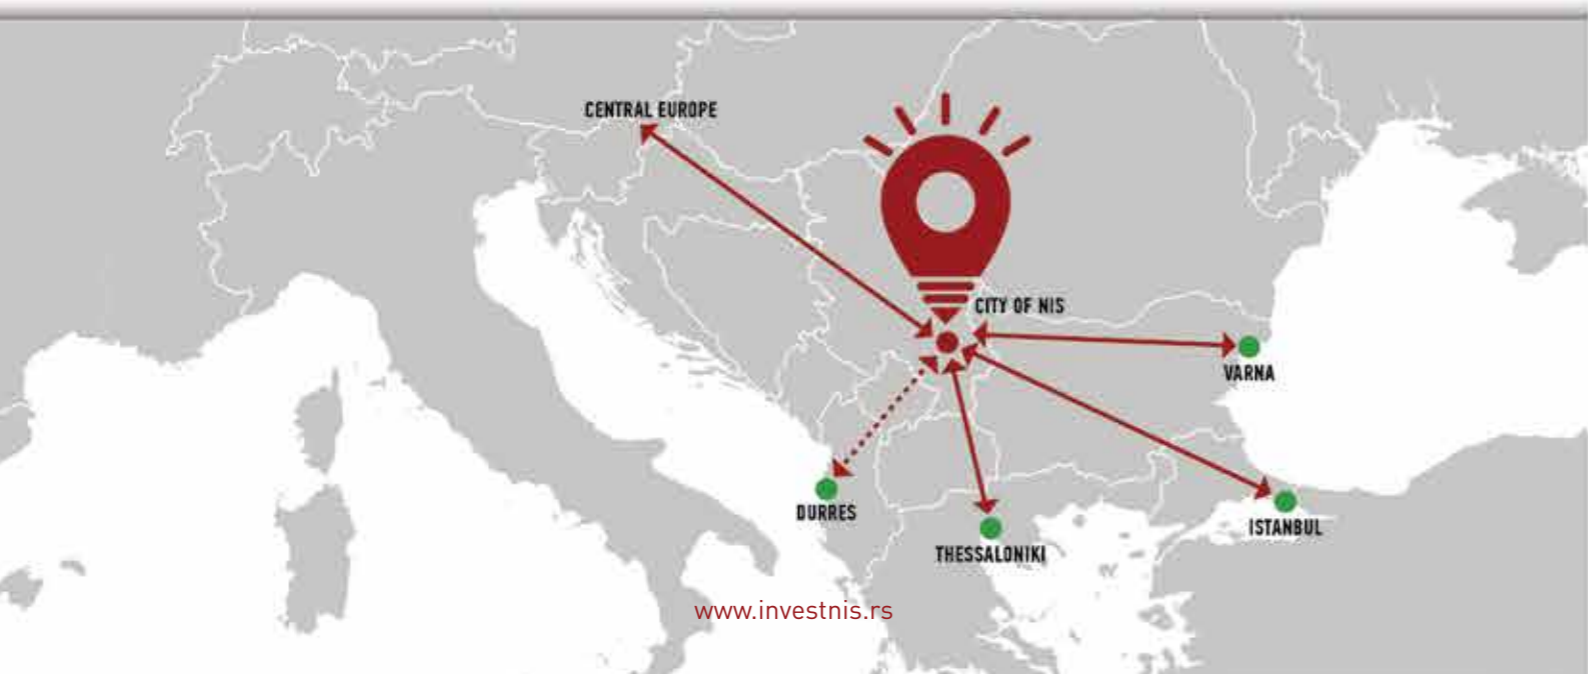 CENTRAL EUROPE
CITY OF NIS
VARNA
DURRES
ISTANBUL
THESSALONIKI
www.investnis.rs